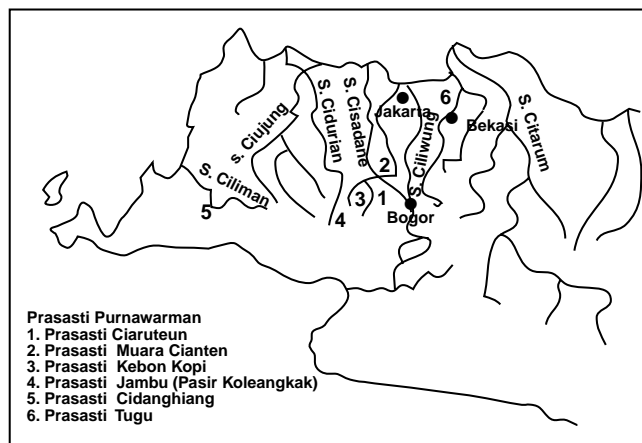 S. Ciujung
S. Ciliman
S. Cidurian
S. Cisadane
Jakarta
S. Ciliwung
6
Bekasi
S. Citarum
2
3
1
4
5
Bogor
Prasasti Purnawarman
1. Prasasti Ciaruteun
2 Prasasti Muara Cianten
3 Prasasti Kebon Kopi
4 Prasasti Jambu (Pasir Koleangkak)
5 Prasasti Cidanghiang
6. Prasasti Tugu